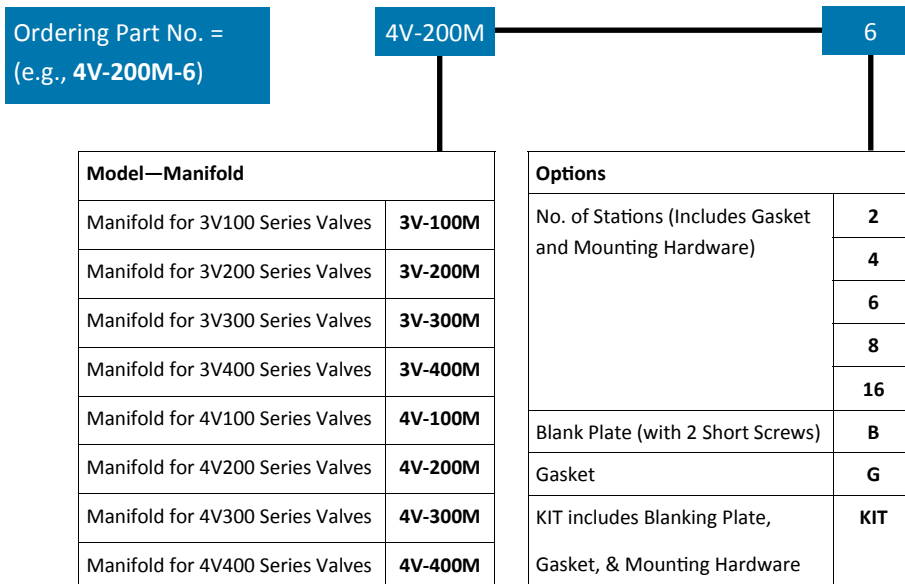 Ordering Part No. =
(e.g., 4V-200M-6)
4V-200M
6
Model—Manifold
Manifold for 3V100 Series Valves 3V-100M
Manifold for 3V200 Series Valves 3V-200M
Manifold for 3V300 Series Valves 3V-300M
Manifold for 3V400 Series Valves 3V-400M
Manifold for 4V100 Series Valves 4V-100M
Manifold for 4V200 Series Valves 4V-200M
Manifold for 4V300 Series Valves 4V-300M
Manifold for 4V400 Series Valves 4V-400M
Options
No. of Stations (Includes Gasket 2
and Mounting Hardware)
4
6
8
16
Blank Plate (with 2 Short Screws) B
Gasket G
KIT includes Blanking Plate, KIT
Gasket, & Mounting Hardware